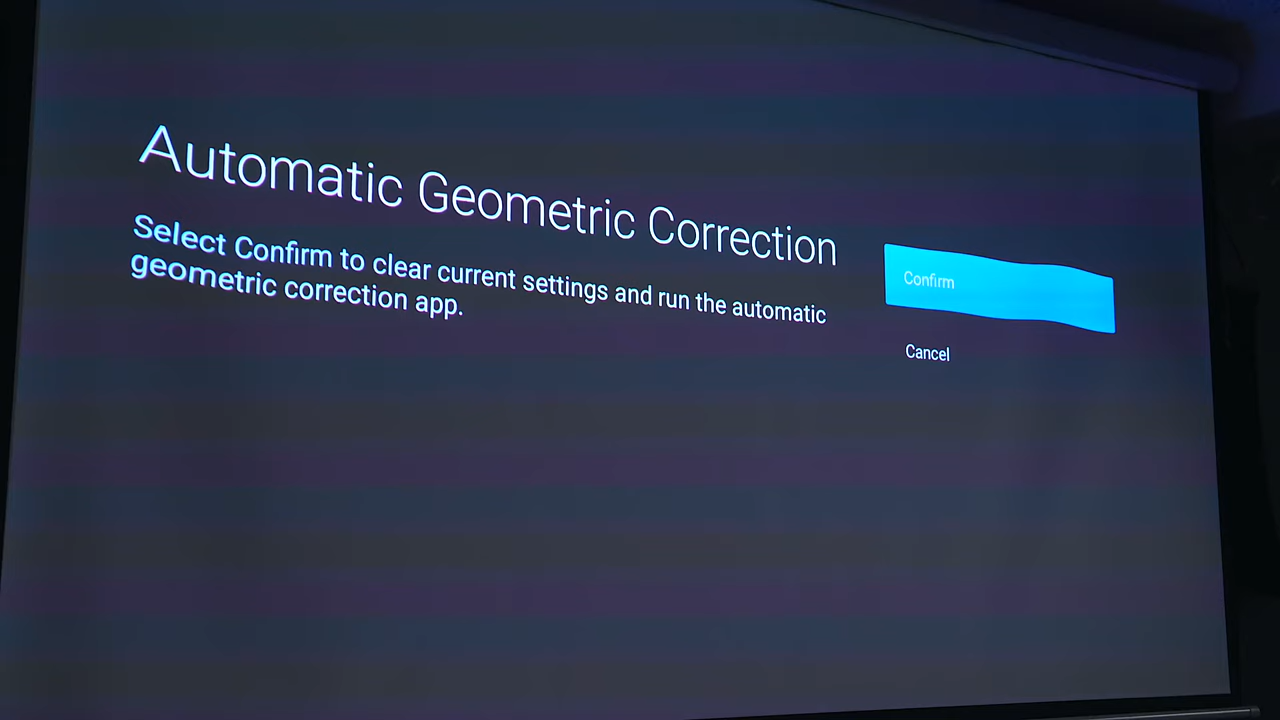 Automatic Geometric Correction
Select Confirm to clear current settings and run the automatic
geometric correction app.
Confirm
Cancel